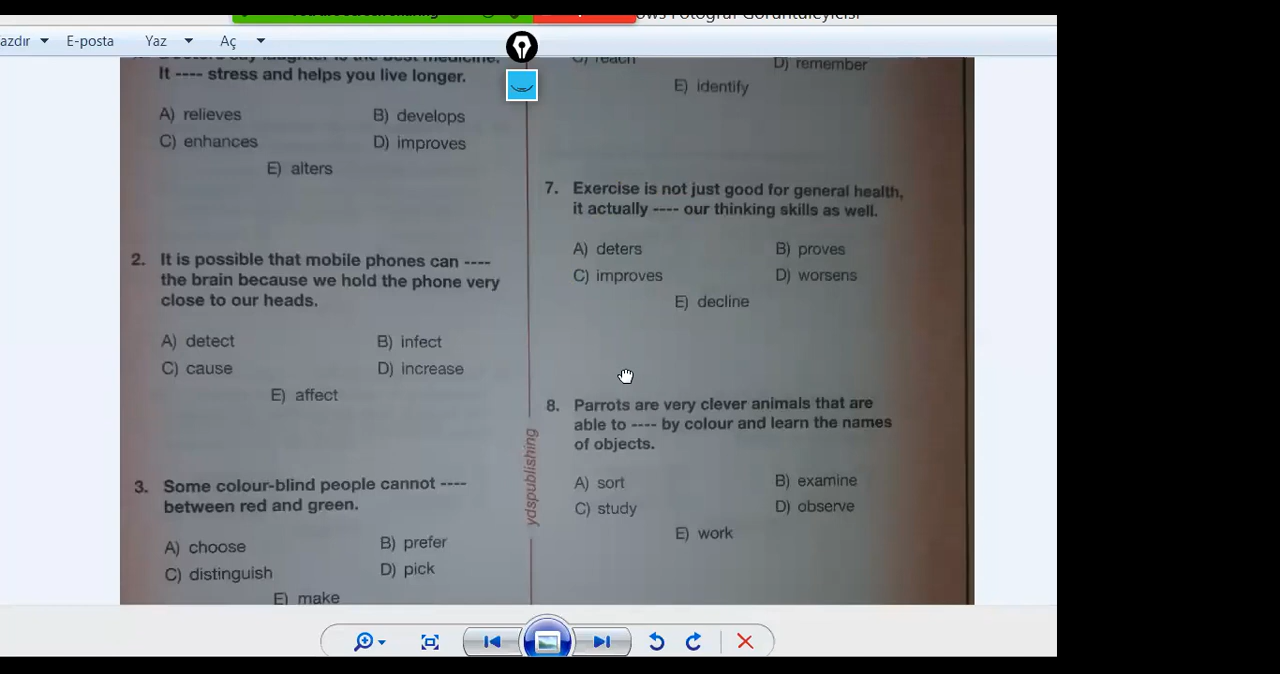 azdır
E-posta
Yaz
Aç
It ---- stress and helps you live longer.
A) relieves
B) develops
C) enhances
D) improves
E) alters
2. It is possible that mobile phones can ----
the brain because we hold the phone very
close to our heads.
A) detect
B) infect
C) cause
D) increase
E) affect
3. Some colour-blind people cannot ----
between red and green.
A) choose
B) prefer
C) distinguish
D) pick
E) make
ydspublishing
C) reach
D) remember
E) identify
7. Exercise is not just good for general health,
it actually ---- our thinking skills as well.
A) deters
B) proves
C) improves
D) worsens
E) decline
8. Parrots are very clever animals that are
able to ---- by colour and learn the names
of objects.
A) sort
B) examine
C) study
D) observe
E) work